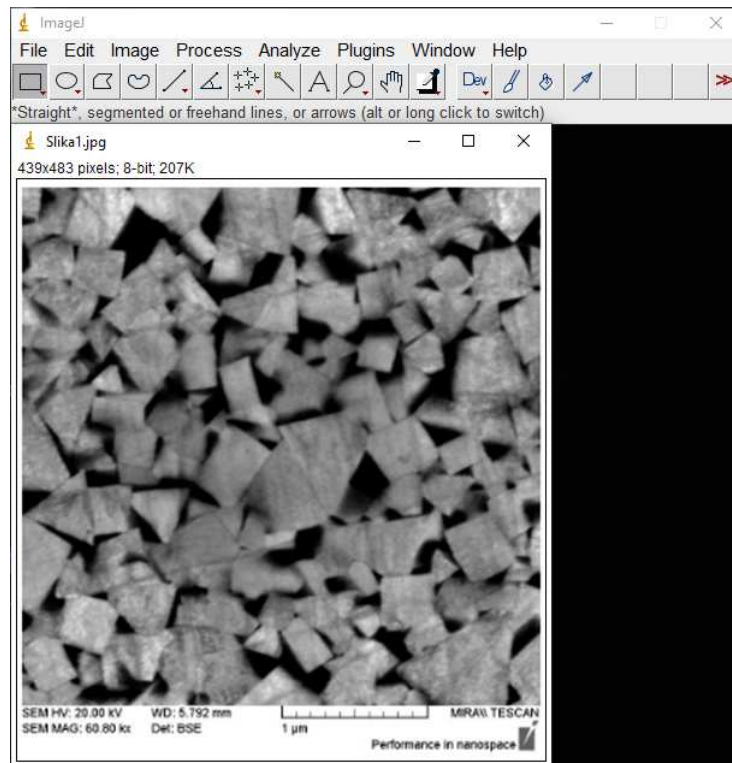 ImageJ
File Edit Image Process Analyze Plugins Window Help
A Dev >>
*Straight*, segmented or freehand lines, or arrows (alt or long click to switch)
Slika1.jpg
439x483 pixels; 8-bit; 207K
SEM HV: 20.00 kV WD: 5.792 mm MIRA\\ TESCAN
SEM MAG: 60.80 kx Det: BSE 1 µm
Performance in nanospace